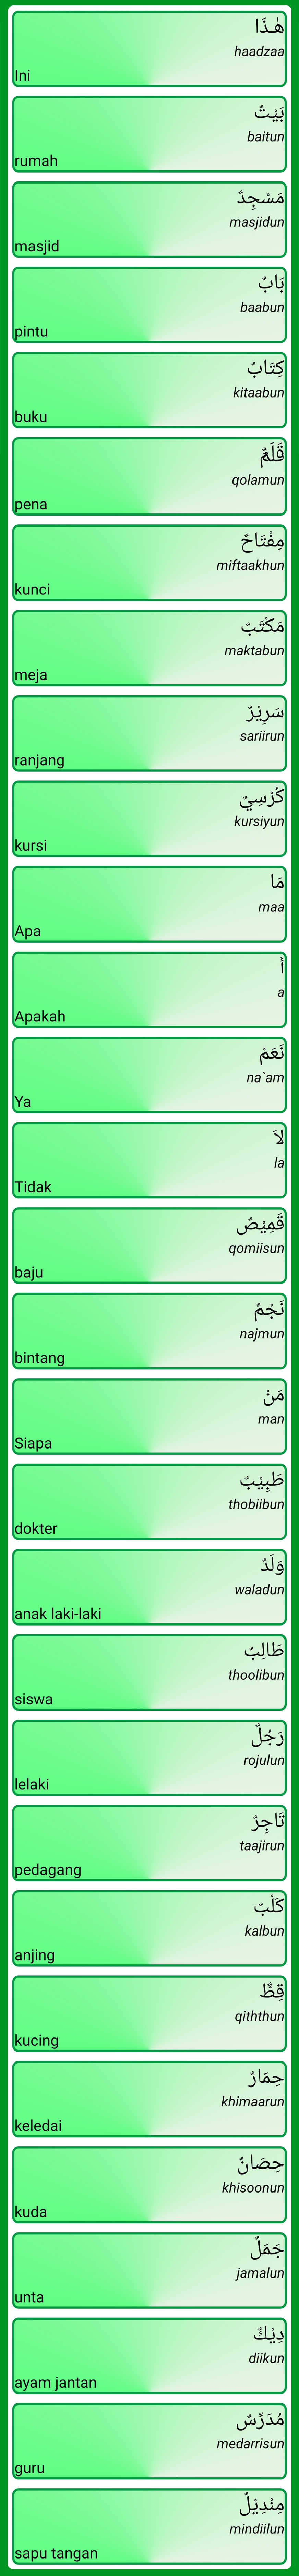 هٰذَا
haadzaa
Ini
بَيْتٌ
baitun
rumah
مَسْجِدٌ
masjidun
masjid
بَابٌ
baabun
pintu
كِتَابٌ
kitaabun
buku
قَلَمٌ
qolamun
pena
مِفْتَاحٌ
miftaakhun
kunci
مَكْتَبٌ
maktabun
meja
سَرِيْرٌ
sariirun
ranjang
كُرْسِيٌ
kursiyun
kursi
مَا
maa
Apa
أَ
a
Apakah
نَعَمْ
na`am
Ya
لاَ
la
Tidak
قَمِيْصٌ
qomiisun
baju
نَجْمٌ
najmun
bintang
مَنْ
man
Siapa
طَبِيْبٌ
thobiibun
dokter
وَلَدٌ
waladun
anak laki-laki
طَالِبٌ
thoolibun
siswa
رَجُلٌ
rojulun
lelaki
تَاجِرٌ
taajirun
pedagang
كَلْبٌ
kalbun
anjing
قِطٌّ
qiththun
kucing
حِمَارٌ
khimaarun
keledai
حِصَانٌ
khisoonun
kuda
جَمَلٌ
jamalun
unta
دِيْكٌ
diikun
ayam jantan
مُدَرِّسٌ
medarrisun
guru
مِنْدِيْلٌ
mindiilun
sapu tangan